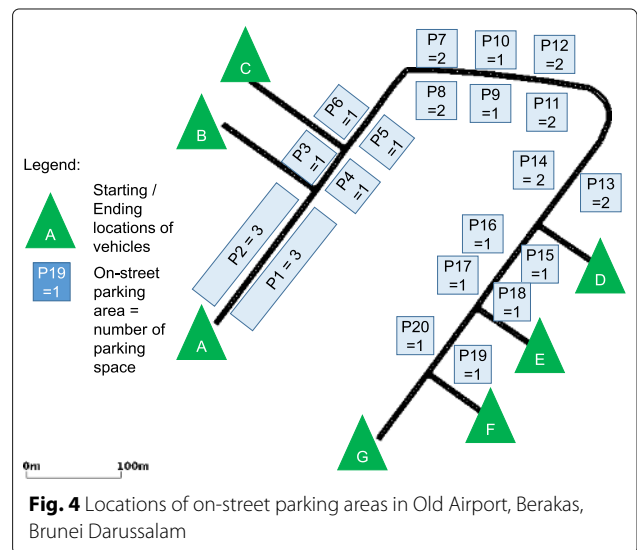 C
B
P7
=2
P10
=1
P12
=2
P6
=1
P8
=2
P9
=1
P11
=2
P3
=1
P5
=1
P4
=1
P14
= 2
P13
=2
Legend:
A
Starting /
Ending
locations of
vehicles
P19
=1
On-street
parking
area =
number of
parking
space
P2 = 3
P1 = 3
A
P16
=1
P15
=1
D
P17
=1
P18
=1
E
P20
=1
P19
=1
F
G
0m
100m
Fig. 4 Locations of on-street parking areas in Old Airport, Berakas,
Brunei Darussalam